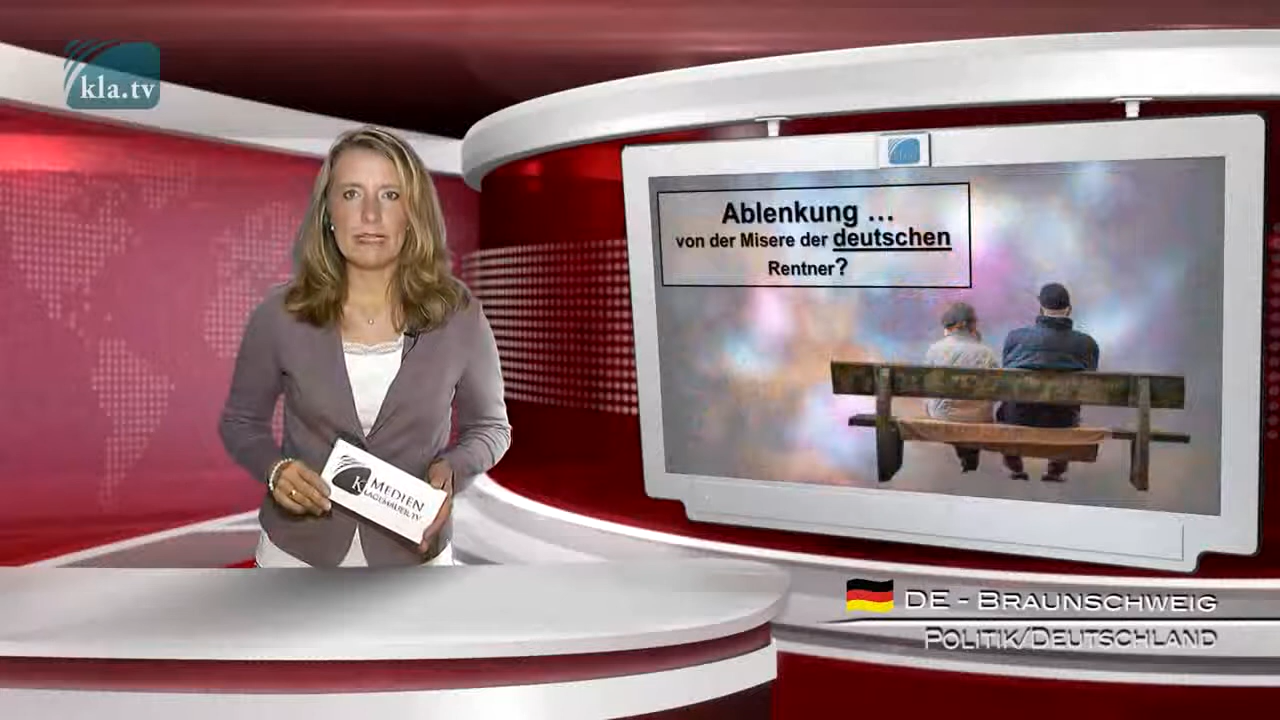 kla.tv
Ablenkung …
von der Misere der deutschen
Rentner?
MEDIEN
KLAGEMAUER.TV
DE - BRAUNSCHWEIG
POLITIK/DEUTSCHLAND